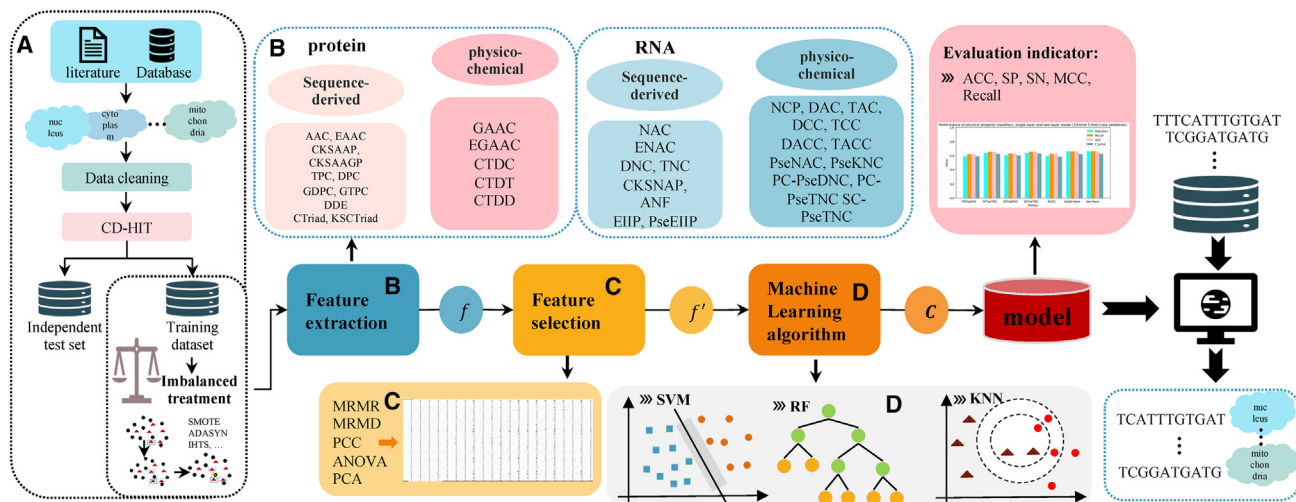 A
literature
Database
nuc
leus
cyto
plas
m
mito
chon
dria
Data cleaning
CD-HIT
Independent
test set
Training
dataset
Imbalanced
treatment
SMOTE
ADASYN
IHTS, ...
B
protein
Sequence-
derived
physico-
chemical
AAC, EAAC
CKSAAP,
CKSAAGP
TPC, DPC
GDPC, GTPC
DDE
CTriad, KSCTriad
GAAC
EGAAC
CTDC
CTDT
CTDD
RNA
Sequence-
derived
physico-
chemical
NAC
ENAC
DNC, TNC
CKSNAP,
ANF
EIIP, PseEIIP
NCP, DAC, TAC,
DCC, TCC
DACC, TACC
PseNAC, PseKNC
PC-PseDNC, PC-
PseTNC SC-
PseTNC
Evaluation indicator:
ACC, SP, SN, MCC,
Recall
TTTCATTTGTGAT
TCGGATGATG
B
Feature
extraction
f
C
Feature
selection
f'
D
Machine
Learning
algorithm
C
model
C
MRMR
MRMD
PCC
ANOVA
PCA
D
SVM
RF
KNN
TCATTTGTGAT
nuc
leus
TCGGATGATG
mito
chon
dria